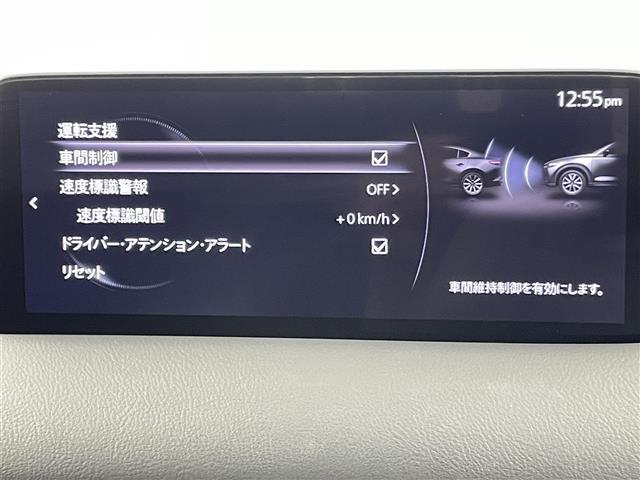 12:55pm
運転支援
車間制御
速度標識警報 OFF
速度標識閾値 +0 km/h
ドライバー・アテンション・アラート
リセット
車間維持制御を有効にします。